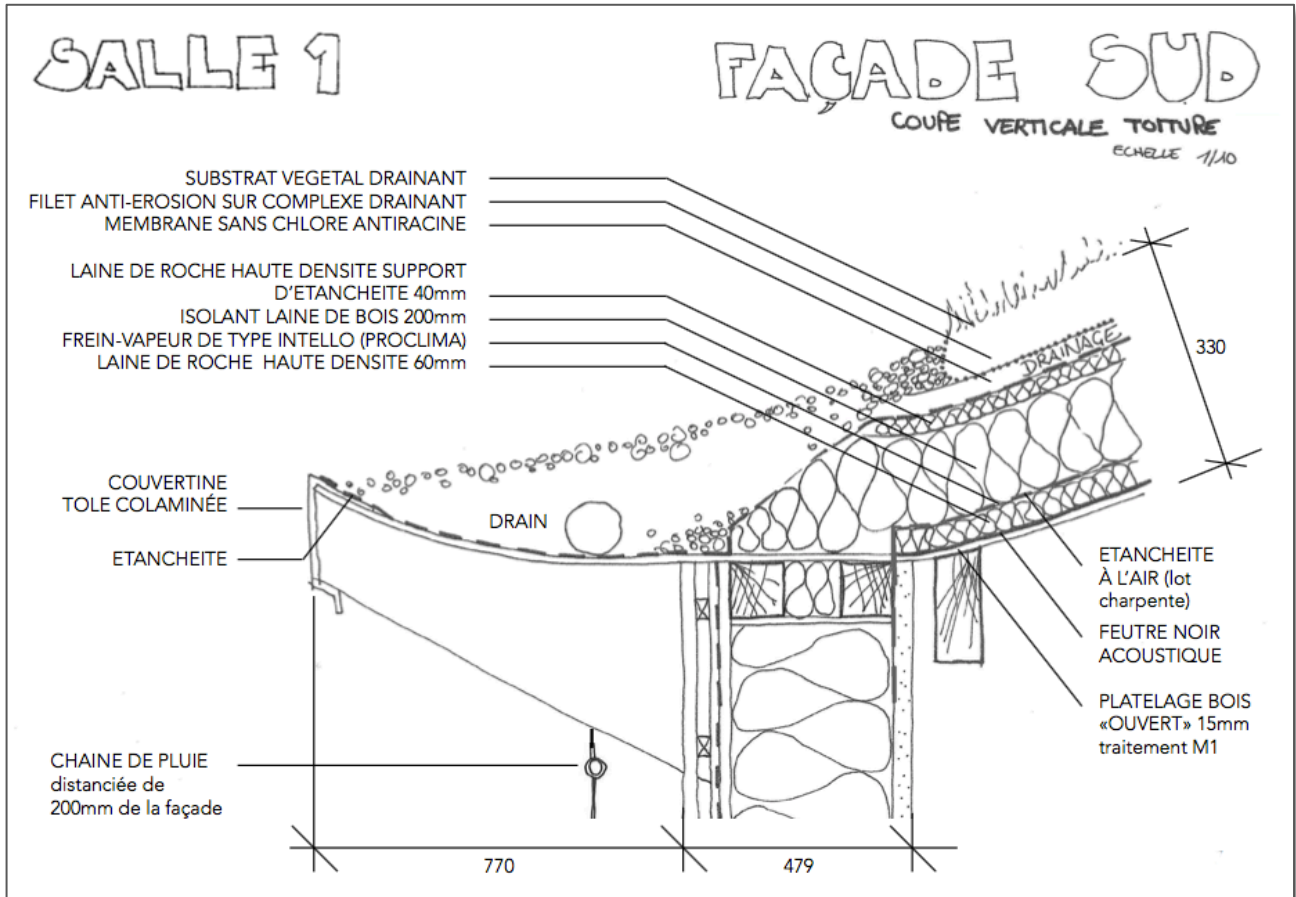 SALLE 1
FAÇADE SUD
COUPE VERTICALE TOITURE
ECHELLE 1/10
SUBSTRAT VEGETAL DRAINANT
FILET ANTI-EROSION SUR COMPLEXE DRAINANT
MEMBRANE SANS CHLORE ANTIRACINE
LAINE DE ROCHE HAUTE DENSITE SUPPORT
D'ETANCHEITE 40mm
ISOLANT LAINE DE BOIS 200mm
FREIN-VAPEUR DE TYPE INTELLO (PROCLIMA)
LAINE DE ROCHE HAUTE DENSITE 60mm
DRAINAGE
330
COUVERTINE
TOLE COLAMINÉE
DRAIN
ETANCHEITE
ETANCHEITE
À L'AIR (lot
charpente)
FEUTRE NOIR
ACOUSTIQUE
PLATELAGE BOIS
«OUVERT» 15mm
traitement M1
CHAINE DE PLUIE
distanciée de
200mm de la façade
770
479